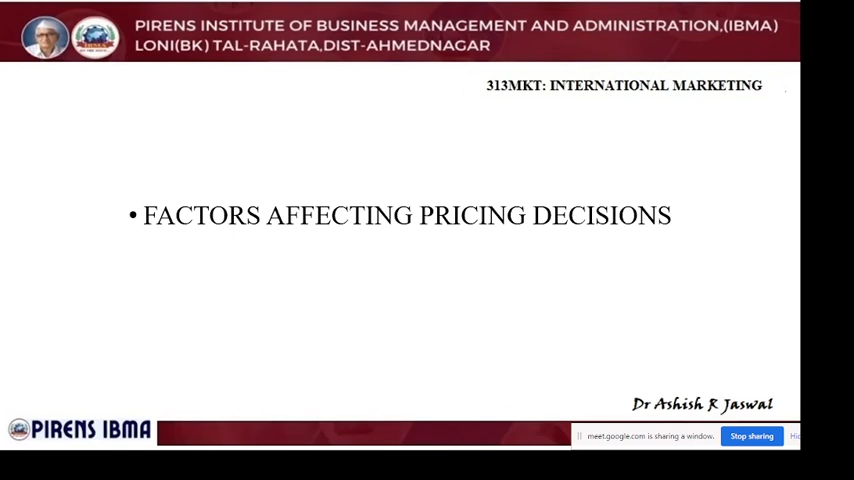 PIRENS INSTITUTE OF BUSINESS MANAGEMENT AND ADMINISTRATION,(IBMA)
LONI(BK) TAL-RAHATA,DIST-AHMEDNAGAR
313MKT: INTERNATIONAL MARKETING
• FACTORS AFFECTING PRICING DECISIONS
Dr Ashish R Jaswal
PIRENS IBMA
meet.google.com is sharing a window.
Stop sharing